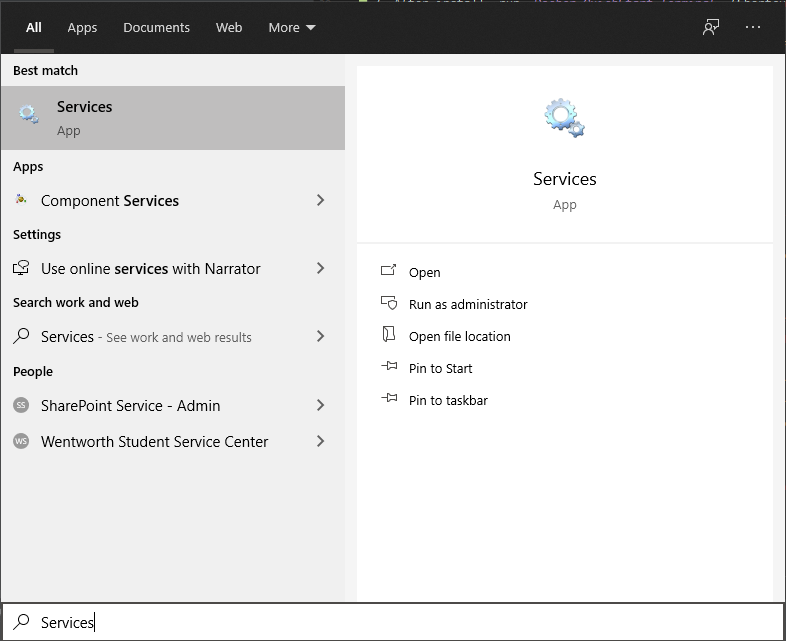 All Apps Documents Web More
Best match
Services
App
Apps
Component Services
Settings
Use online services with Narrator
Search work and web
Services - See work and web results
People
SS SharePoint Service - Admin
WS Wentworth Student Service Center
Services
App
Open
Run as administrator
Open file location
Pin to Start
Pin to taskbar
Services